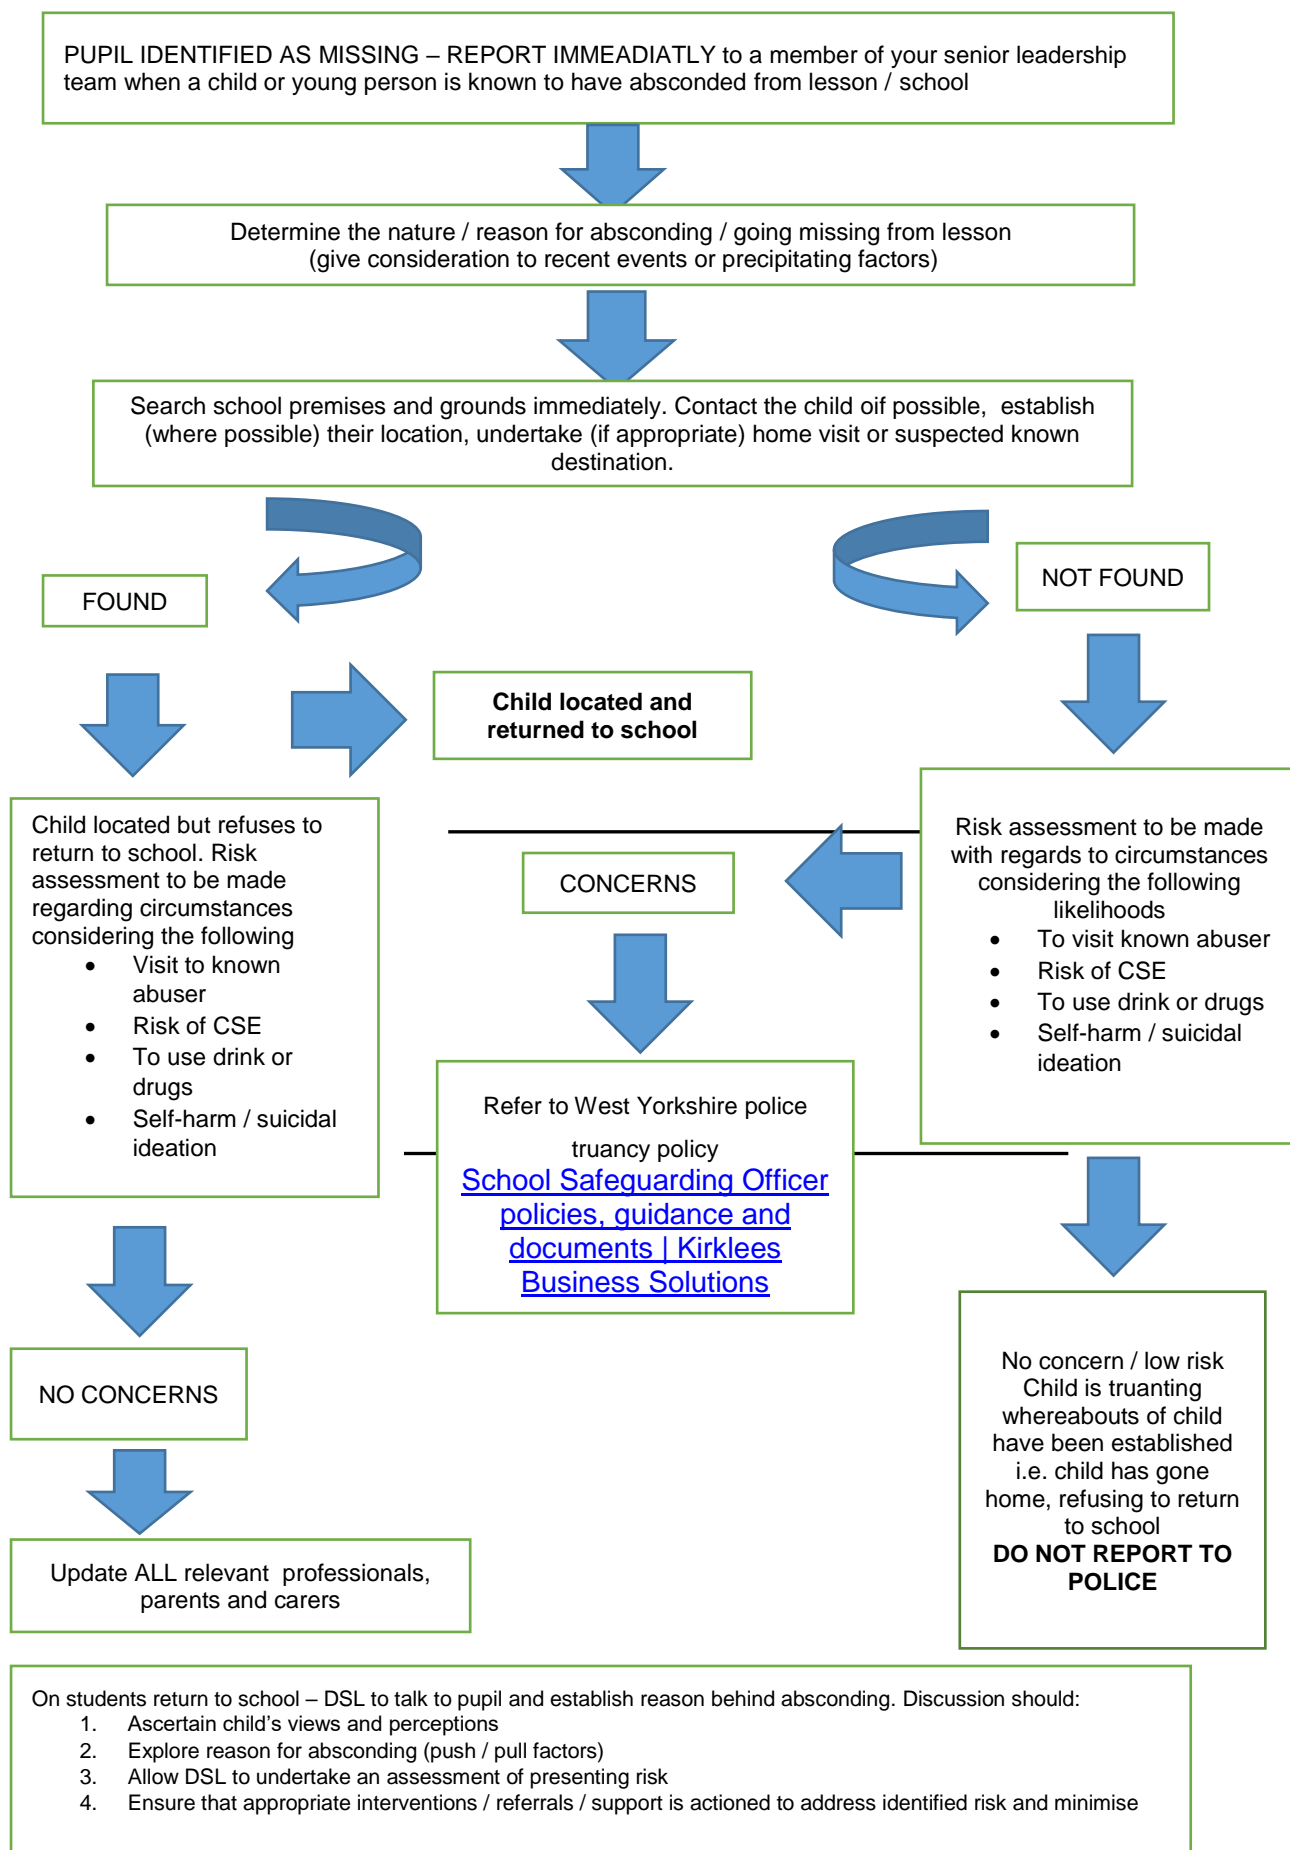 PUPIL IDENTIFIED AS MISSING – REPORT IMMEADIATLY to a member of your senior leadership
team when a child or young person is known to have absconded from lesson / school
Determine the nature / reason for absconding / going missing from lesson
(give consideration to recent events or precipitating factors)
Search school premises and grounds immediately. Contact the child oif possible, establish
(where possible) their location, undertake (if appropriate) home visit or suspected known
destination.
FOUND
NOT FOUND
Child located and
returned to school
Child located but refuses to
return to school. Risk
assessment to be made
regarding circumstances
considering the following
• Visit to known
abuser
• Risk of CSE
• To use drink or
drugs
• Self-harm / suicidal
ideation
CONCERNS
Risk assessment to be made
with regards to circumstances
considering the following
likelihoods
• To visit known abuser
• Risk of CSE
• To use drink or drugs
• Self-harm / suicidal
ideation
Refer to West Yorkshire police
truancy policy
School Safeguarding Officer
policies, guidance and
documents | Kirklees
Business Solutions
NO CONCERNS
No concern / low risk
Child is truanting
whereabouts of child
have been established
i.e. child has gone
home, refusing to return
to school
DO NOT REPORT TO
POLICE
Update ALL relevant professionals,
parents and carers
On students return to school – DSL to talk to pupil and establish reason behind absconding. Discussion should:
1. Ascertain child’s views and perceptions
2. Explore reason for absconding (push / pull factors)
3. Allow DSL to undertake an assessment of presenting risk
4. Ensure that appropriate interventions / referrals / support is actioned to address identified risk and minimise